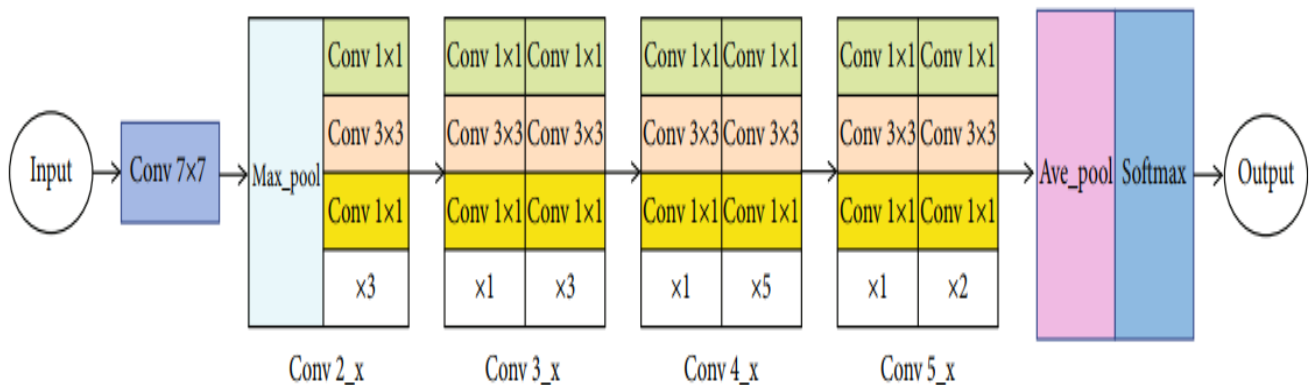 Input
Conv 7×7
Max_pool
Conv 1×1
Conv 3×3
Conv 1×1
×3
Conv 2_x
Conv 1×1 Conv 1×1
Conv 3×3 Conv 3×3
Conv 1×1 Conv 1×1
×1 ×3
Conv 3_x
Conv 1×1 Conv 1×1
Conv 3×3 Conv 3×3
Conv 1×1 Conv 1×1
×1 ×5
Conv 4_x
Conv 1×1 Conv 1×1
Conv 3×3 Conv 3×3
Conv 1×1 Conv 1×1
×1 ×2
Conv 5_x
Ave_pool
Softmax
Output